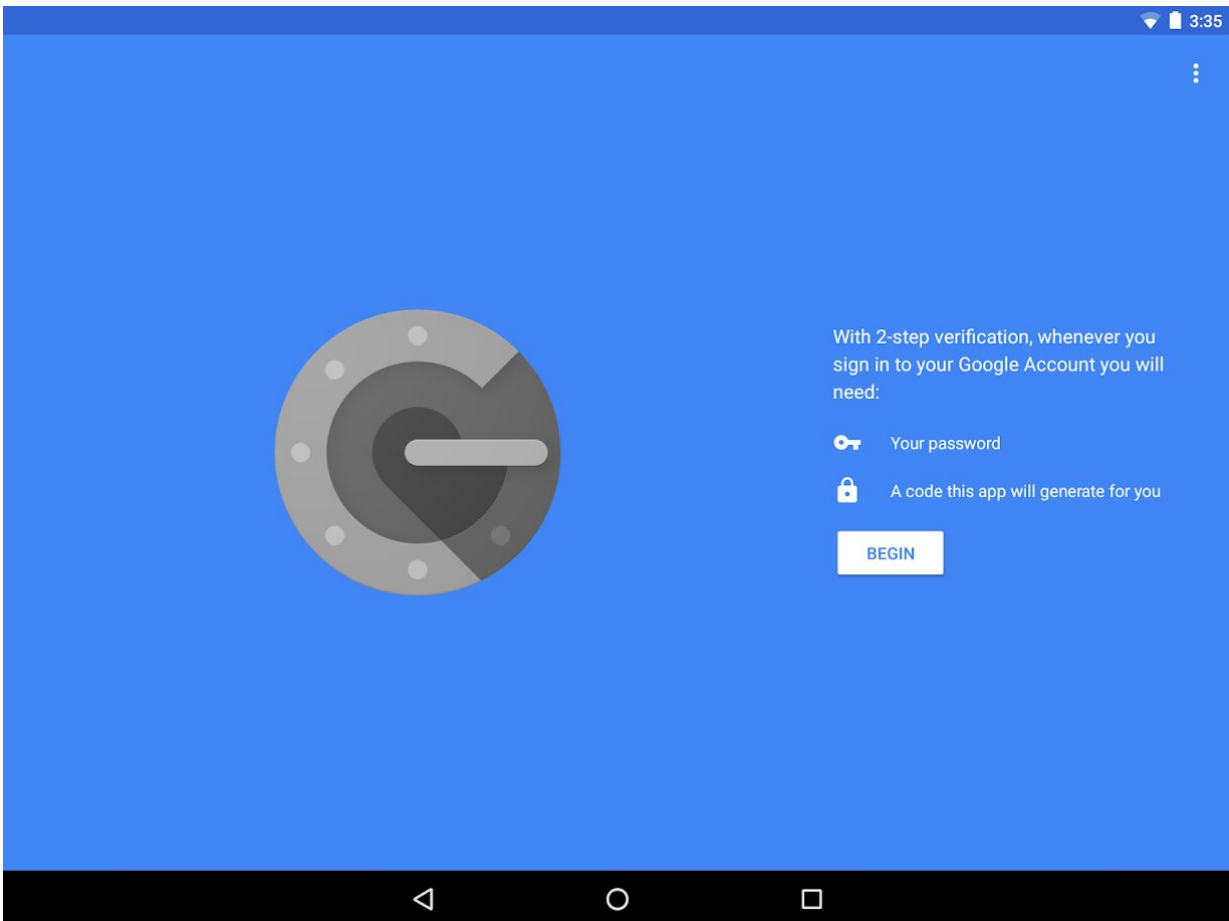 3:35
With 2-step verification, whenever you
sign in to your Google Account you will
need:
Your password
A code this app will generate for you
BEGIN